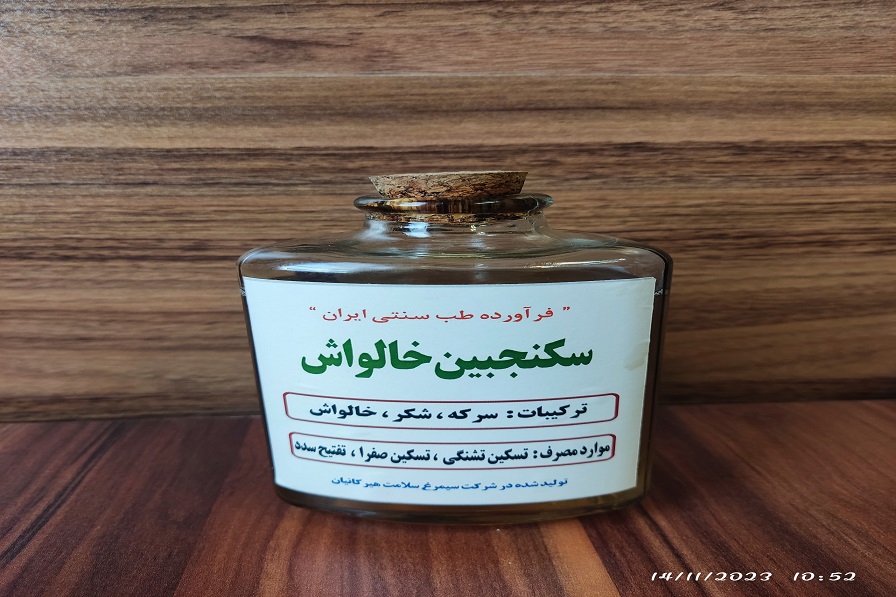 " فرآورده طب سنتی ایران "
سکنجبین خالواش
ترکیبات : سرکه ، شکر ، خالواش
موارد مصرف : تسکین تشنگی ، تسکین صفرا ، تفتیح سدد
تولید شده در شرکت سیمرغ سلامت هیرکانیان
14/11/2023 10:52